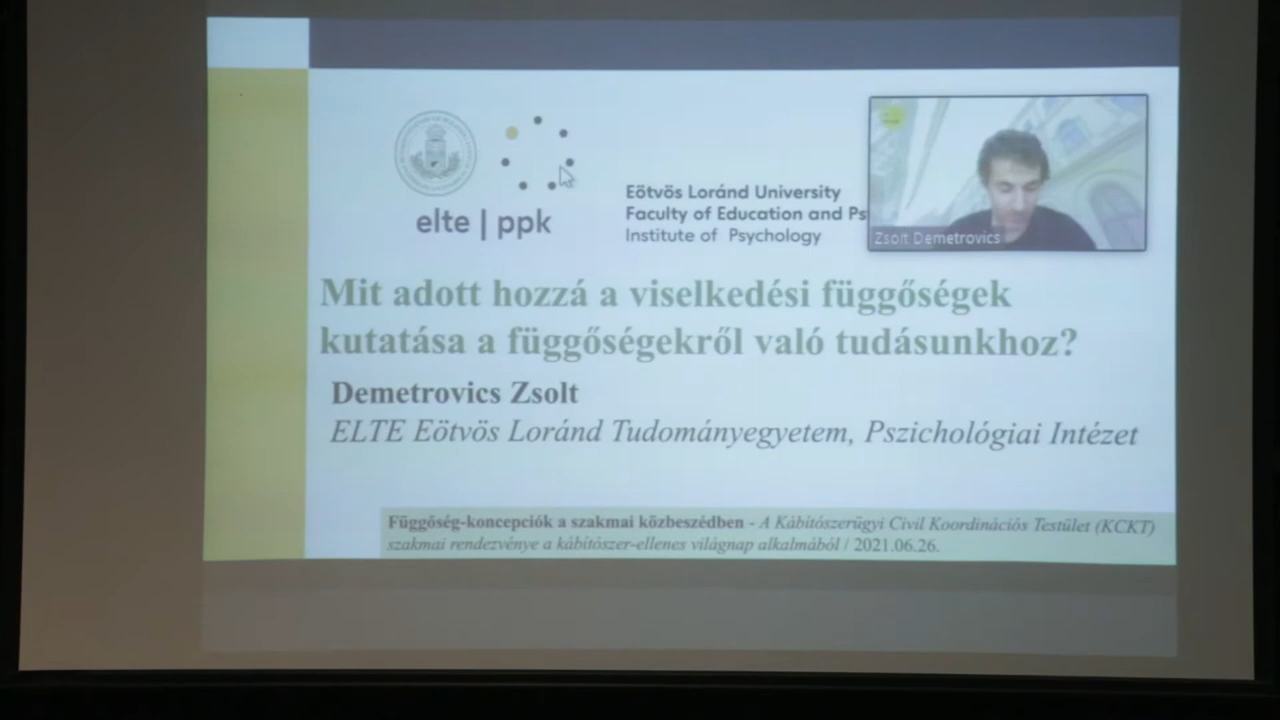 elte | ppk
Eötvös Loránd University
Faculty of Education and Ps
Institute of Psychology
Zsolt Demetrovics
Mit adott hozzá a viselkedési függőségek
kutatása a függőségekről való tudásunkhoz?
Demetrovics Zsolt
ELTE Eötvös Loránd Tudományegyetem, Pszichológiai Intézet
Függőség-koncepciók a szakmai közbeszédben - A Kábítószerügyi Civil Koordinációs Testület (KCKT)
szakmai rendezvénye a kábítószer-ellenes világnap alkalmából / 2021.06.26.